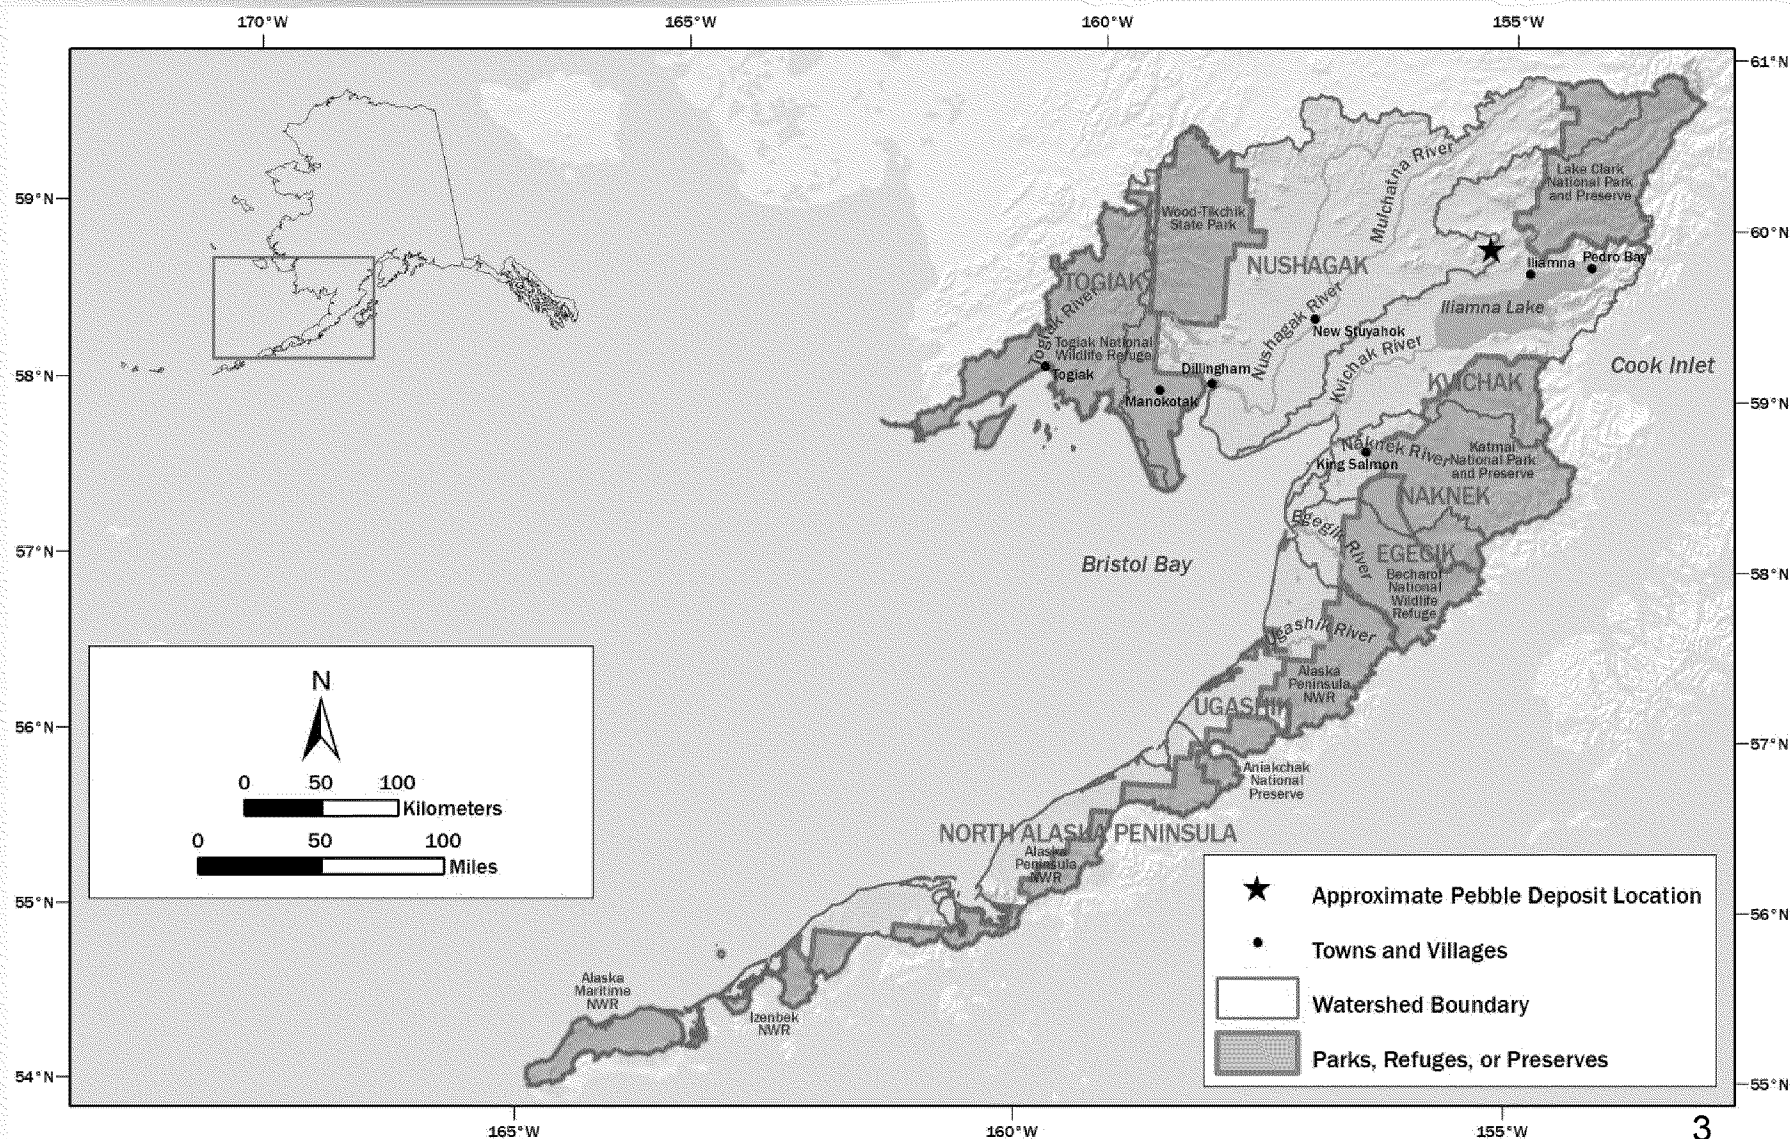 170°W
165°W
160°W
155°W
61°N
59°N
60°N
58°N
59°N
57°N
58°N
56°N
57°N
55°N
56°N
54°N
55°N
165°W
160°W
155°W
Mulchatna River
Lake Clark
National Park
and Preserve
Wood-Tikchik
State Park
NUSHAGAK
Iliamna
Pedro Bay
TOGIAK
Togiak River
Iliamna Lake
Nushagak River
New Stuyahok
Togiak National
Wildlife Refuge
Kvichak River
Cook Inlet
Togiak
Dillingham
KVICHAK
Manokotak
Naknek River
Katmai
National Park
and Preserve
King Salmon
NAKNEK
Egegik River
EGEGIK
Bristol Bay
Becharof
National
Wildlife
Refuge
Ugashik River
Alaska
Peninsula
NWR
UGASHIK
Aniakchak
National
Preserve
NORTH ALASKA PENINSULA
Alaska
Peninsula
NWR
Alaska
Maritime
NWR
Izenbek
NWR
N
0 50 100
Kilometers
0 50 100
Miles
Approximate Pebble Deposit Location
Towns and Villages
Watershed Boundary
Parks, Refuges, or Preserves
3